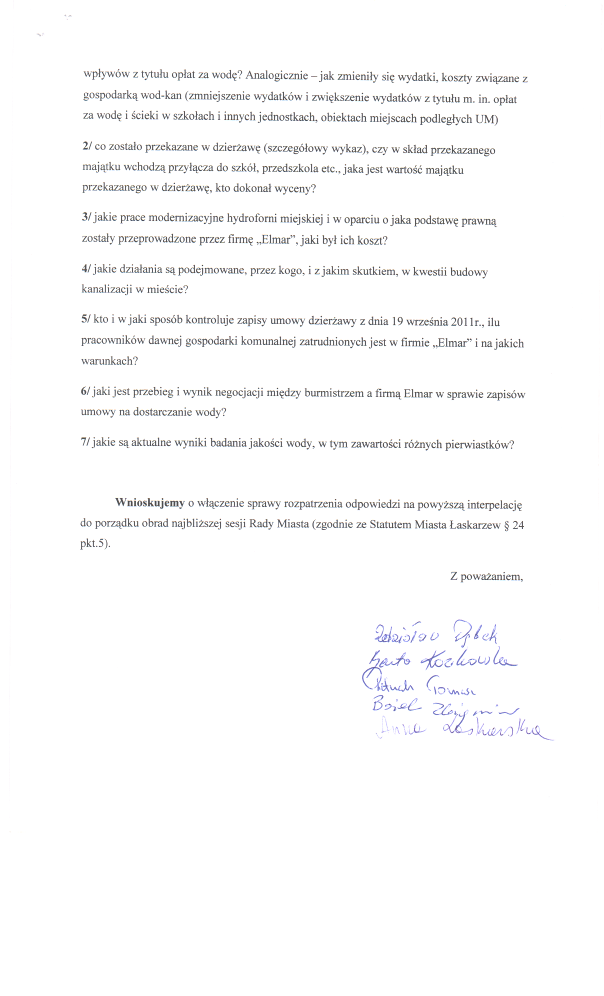 wpływów z tytułu opłat za wodę? Analogicznie – jak zmieniły się wydatki, koszty związane z
gospodarką wod-kan (zmniejszenie wydatków i zwiększenie wydatków z tytułu m. in. opłat
za wodę i ścieki w szkołach i innych jednostkach, obiektach miejscach podległych UM)
2/ co zostało przekazane w dzierżawę (szczegółowy wykaz), czy w skład przekazanego
majątku wchodzą przyłącza do szkół, przedszkola etc., jaka jest wartość majątku
przekazanego w dzierżawę, kto dokonał wyceny?
3/ jakie prace modernizacyjne hydroforni miejskiej i w oparciu o jaka podstawę prawną
zostały przeprowadzone przez firmę „Elmar”, jaki był ich koszt?
4/ jakie działania są podejmowane, przez kogo, i z jakim skutkiem, w kwestii budowy
kanalizacji w mieście?
5/ kto i w jaki sposób kontroluje zapisy umowy dzierżawy z dnia 19 września 2011r., ilu
pracowników dawnej gospodarki komunalnej zatrudnionych jest w firmie „Elmar” i na jakich
warunkach?
6/ jaki jest przebieg i wynik negocjacji między burmistrzem a firmą Elmar w sprawie zapisów
umowy na dostarczanie wody?
7/ jakie są aktualne wyniki badania jakości wody, w tym zawartości różnych pierwiastków?
Wnioskujemy o włączenie sprawy rozpatrzenia odpowiedzi na powyższą interpelację
do porządku obrad najbliższej sesji Rady Miasta (zgodnie ze Statutem Miasta Łaskarzew § 24
pkt.5).
Z poważaniem,
Zdzisław
Kozikowska
Zbigniew
Anna Laskowska